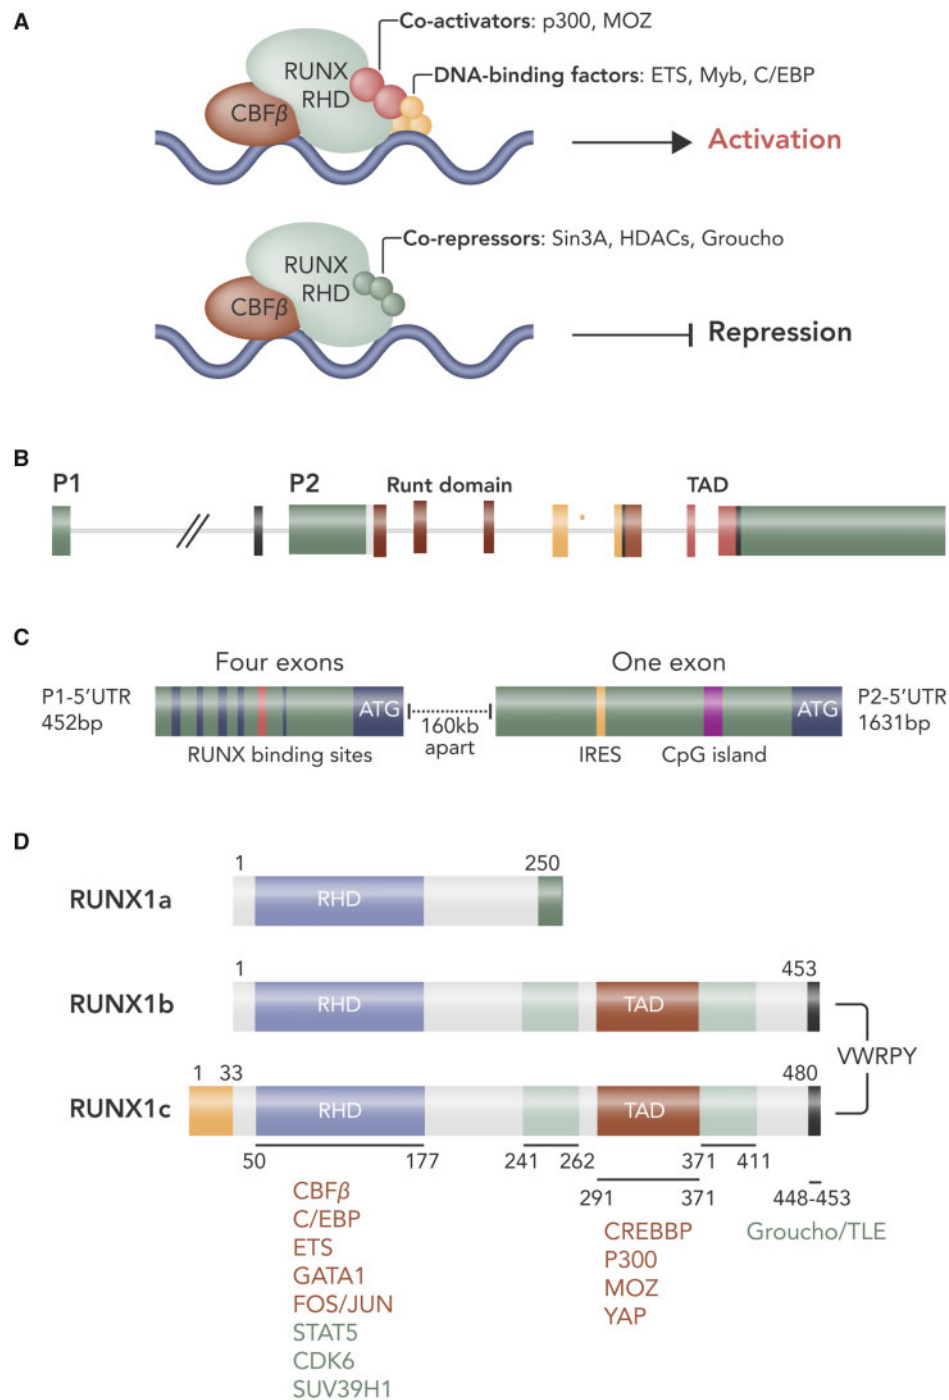 A
Co-activators: p300, MOZ
RUNX
RHD
DNA-binding factors: ETS, Myb, C/EBP
CBFβ
Activation
Co-repressors: Sin3A, HDACs, Groucho
RUNX
RHD
CBFβ
Repression
B
P1
P2
Runt domain
TAD
C
Four exons
One exon
P1-5'UTR
452bp
ATG
160kb
apart
ATG
P2-5'UTR
1631bp
RUNX binding sites
IRES
CpG island
D
1
250
RUNX1a
RHD
1
453
RUNX1b
RHD
TAD
VWRPY
1
33
480
RUNX1c
RHD
TAD
50
177
241
262
371
411
291
371
448-453
CBFβ
C/EBP
ETS
GATA1
FOS/JUN
STAT5
CDK6
SUV39H1
CREBBP
P300
MOZ
YAP
Groucho/TLE